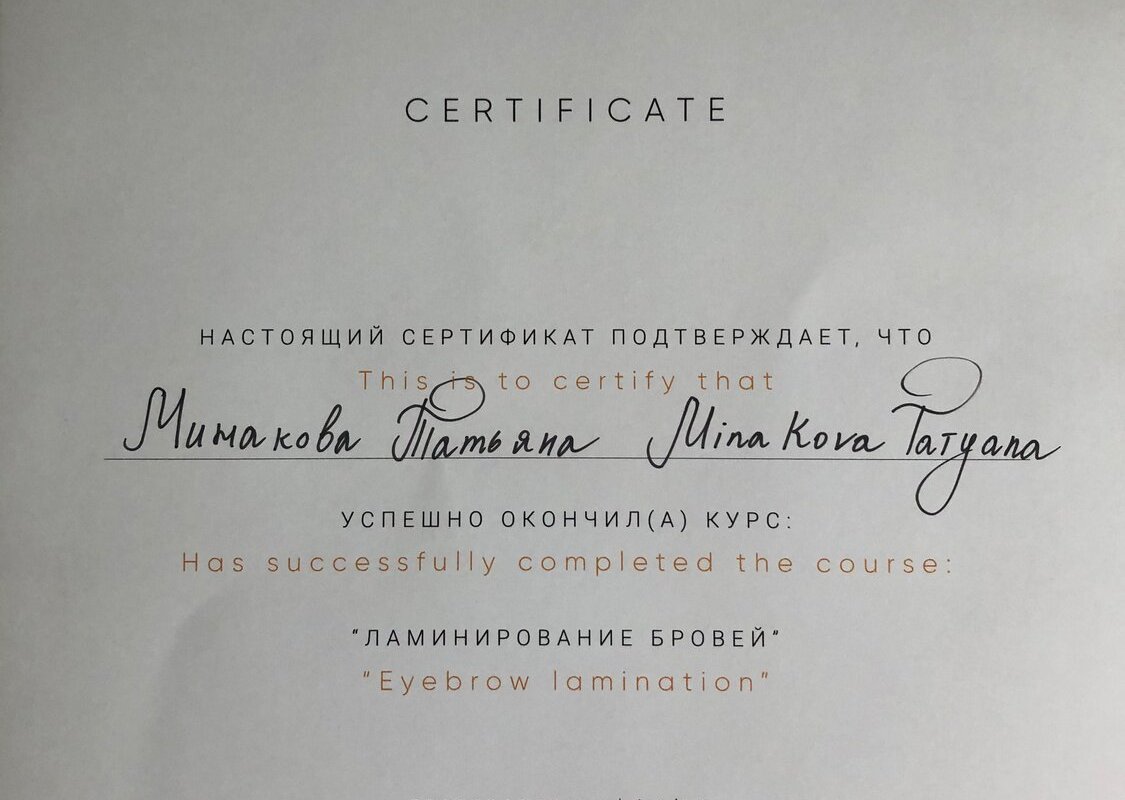 CERTIFICATE
НАСТОЯЩИЙ СЕРТИФИКАТ ПОДТВЕРЖДАЕТ, ЧТО
This is to certify that
Минакова Татьяна Minakova Tatyana
УСПЕШНО ОКОНЧИЛ(А) КУРС:
Has successfully completed the course:
"ЛАМИНИРОВАНИЕ БРОВЕЙ"
"Eyebrow lamination"